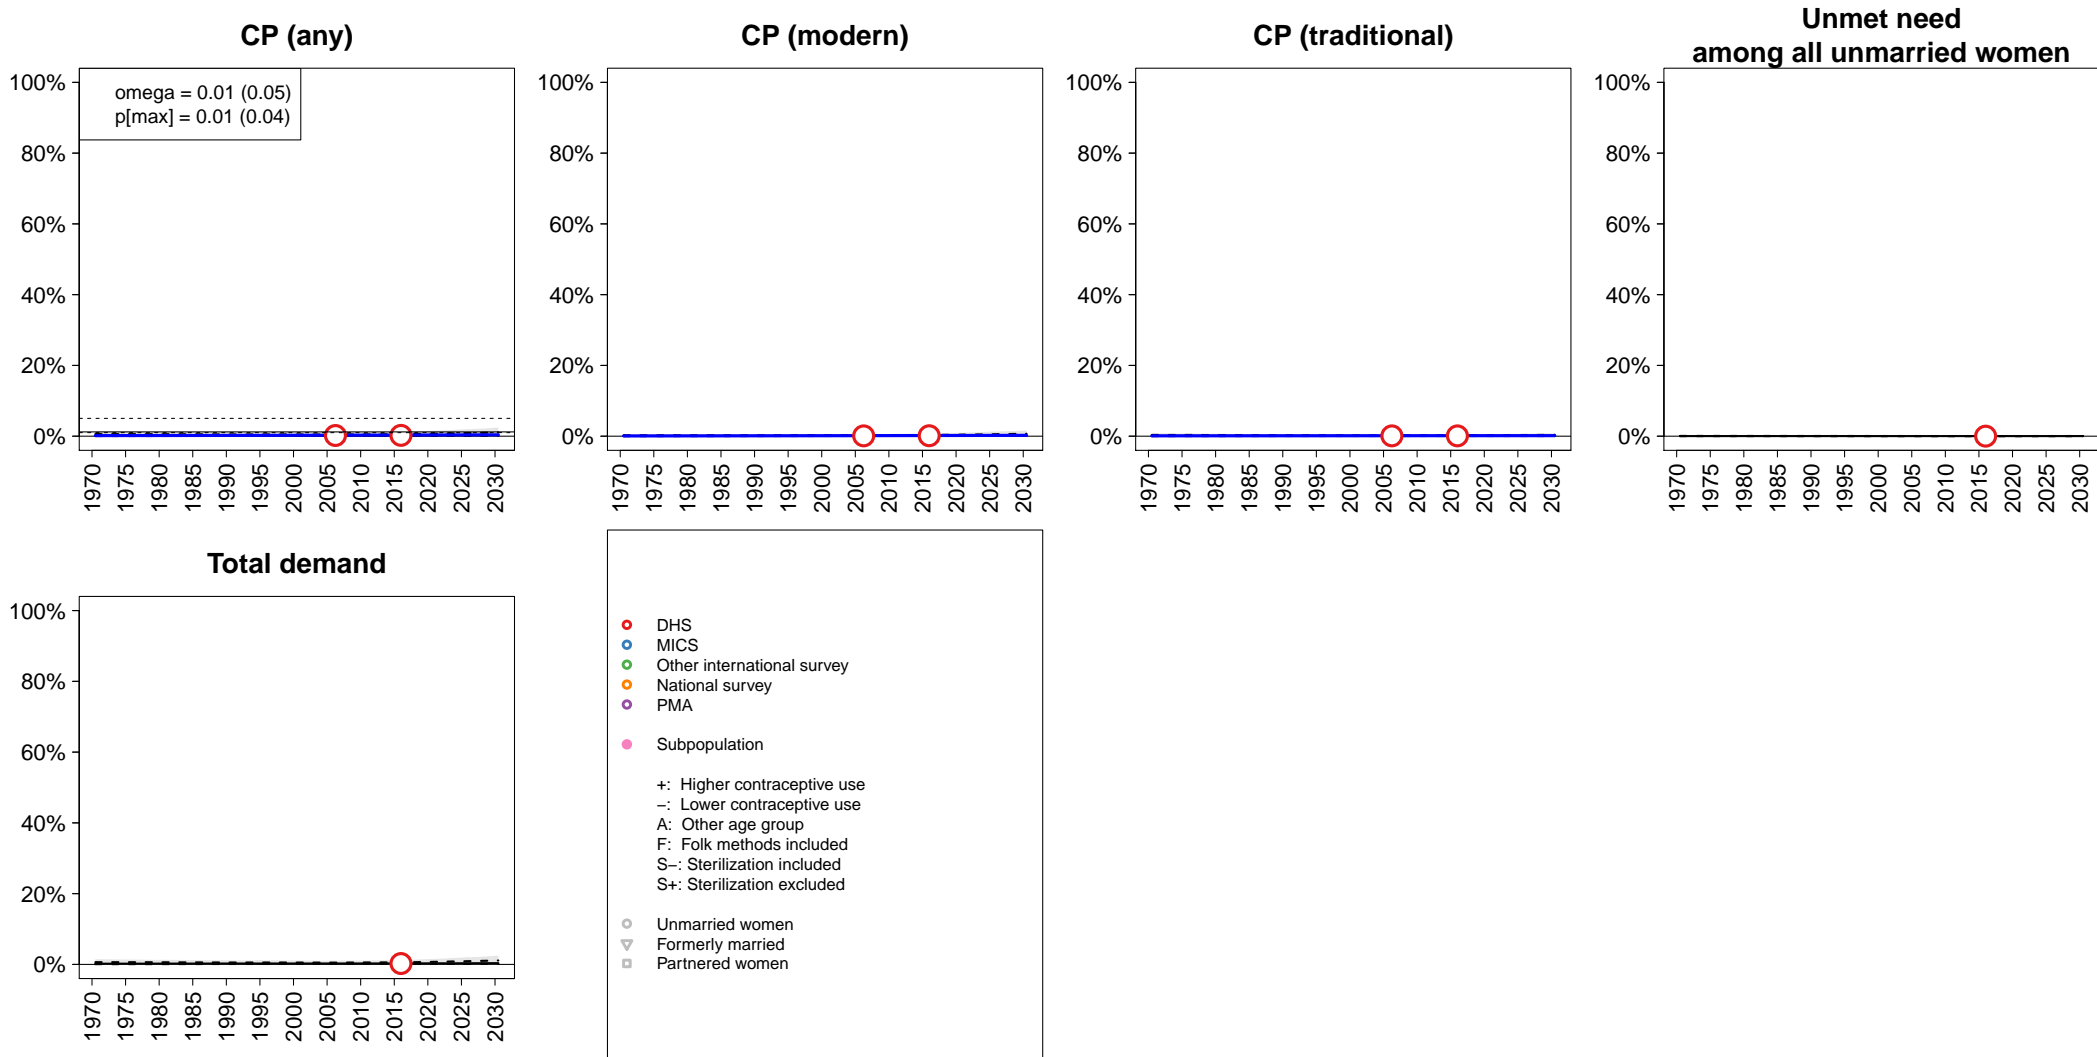 CP (any)
CP (modern)
CP (traditional)
Unmet need
among all unmarried women
100%
80%
60%
40%
20%
0%
omega = 0.01 (0.05)
p[max] = 0.01 (0.04)
1970 1975 1980 1985 1990 1995 2000 2005 2010 2015 2020 2025 2030
100%
80%
60%
40%
20%
0%
1970 1975 1980 1985 1990 1995 2000 2005 2010 2015 2020 2025 2030
100%
80%
60%
40%
20%
0%
1970 1975 1980 1985 1990 1995 2000 2005 2010 2015 2020 2025 2030
100%
80%
60%
40%
20%
0%
1970 1975 1980 1985 1990 1995 2000 2005 2010 2015 2020 2025 2030
Total demand
100%
80%
60%
40%
20%
0%
1970 1975 1980 1985 1990 1995 2000 2005 2010 2015 2020 2025 2030
DHS
MICS
Other international survey
National survey
PMA
Subpopulation
+: Higher contraceptive use
−: Lower contraceptive use
A: Other age group
F: Folk methods included
S−: Sterilization included
S+: Sterilization excluded
Unmarried women
Formerly married
Partnered women